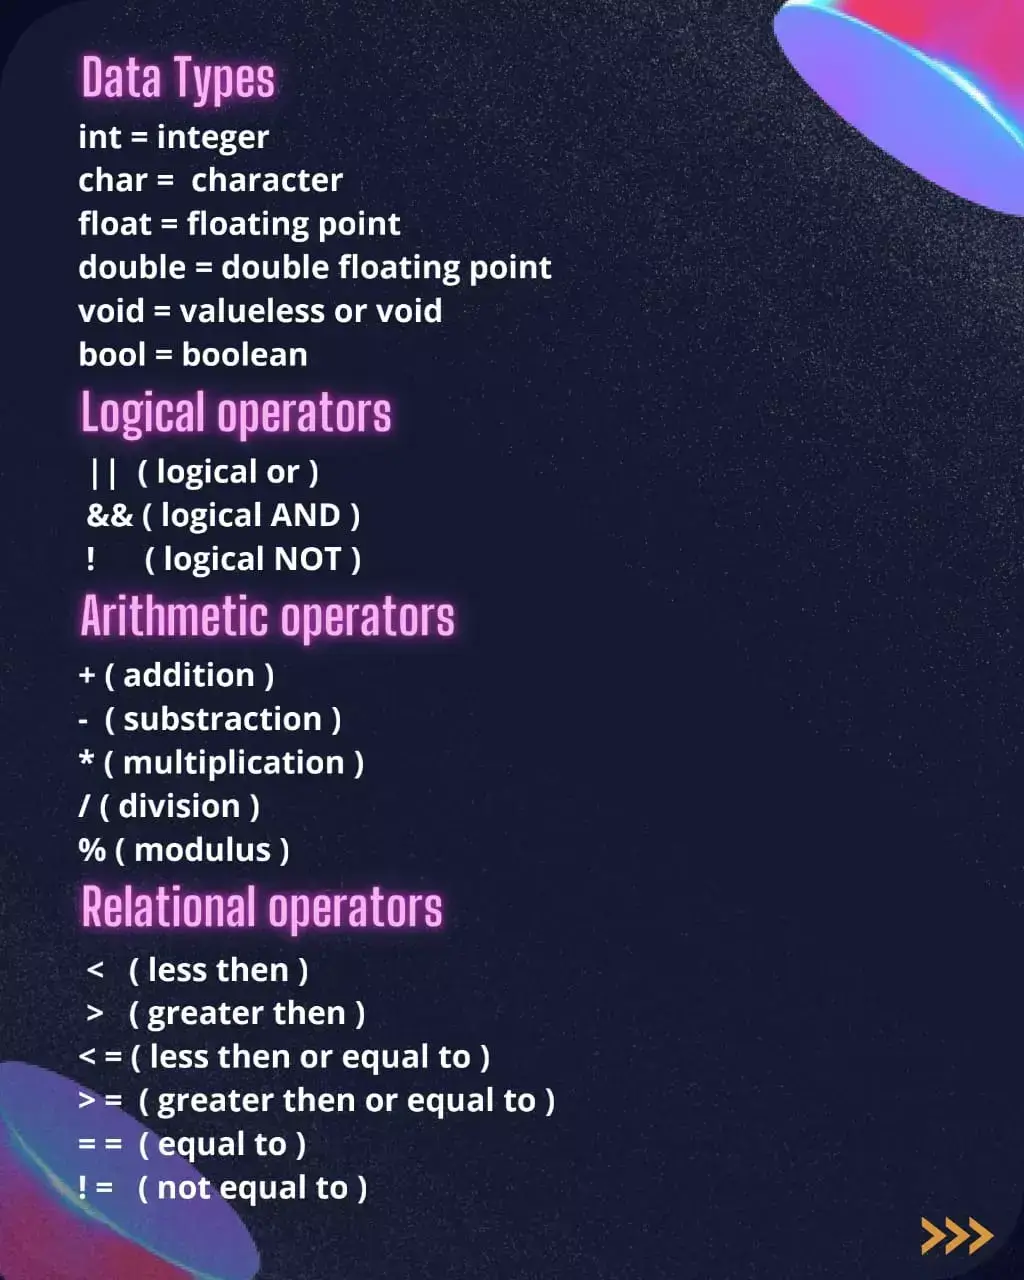 Data Types
int = integer
char =  character
float = floating point
double = double floating point
void = valueless or void
bool = boolean
Logical operators
||  ( logical or )
&& ( logical AND )
!     ( logical NOT )
Arithmetic operators
+ ( addition )
-  ( substraction )
* ( multiplication )
/ ( division )
% ( modulus )
Relational operators
<   ( less then )
>   ( greater then )
< = ( less then or equal to )
> =  ( greater then or equal to )
= =  ( equal to )
! =   ( not equal to )